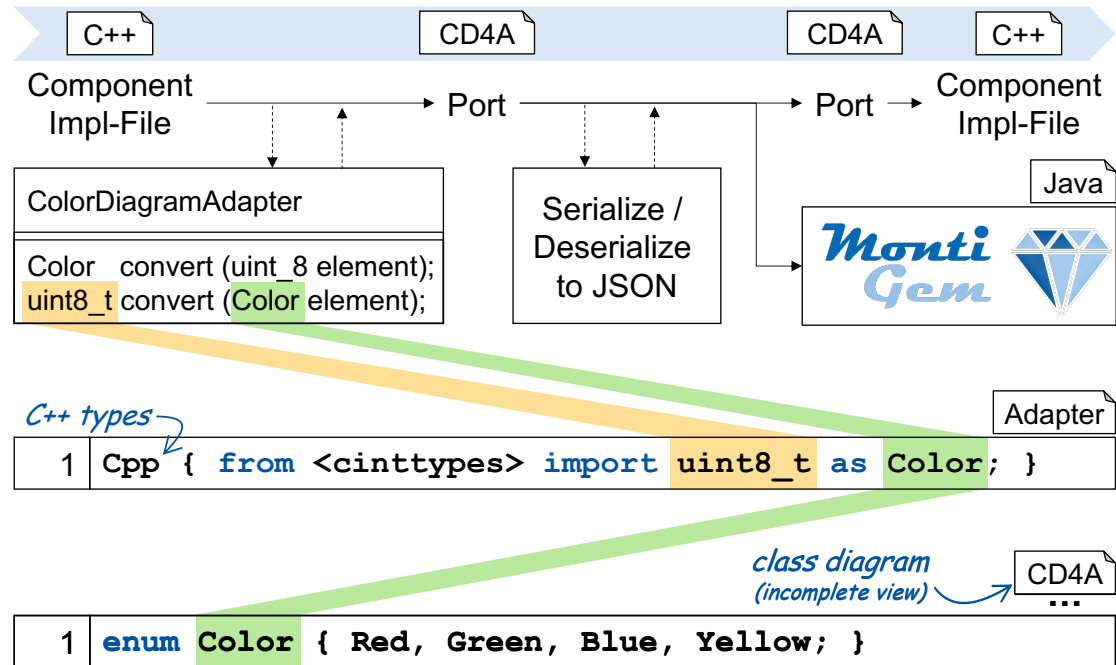 C++
CD4A
CD4A
C++
Component
Impl-File
Port
Port
Component
Impl-File
ColorDiagramAdapter
Color convert (uint_8 element);
uint8_t convert (Color element);
Serialize /
Deserialize
to JSON
Java
Monti
Gem
C++ types
Adapter
1 Cpp { from <cinttypes> import uint8_t as Color; }
class diagram
(incomplete view)
CD4A
...
1 enum Color { Red, Green, Blue, Yellow; }